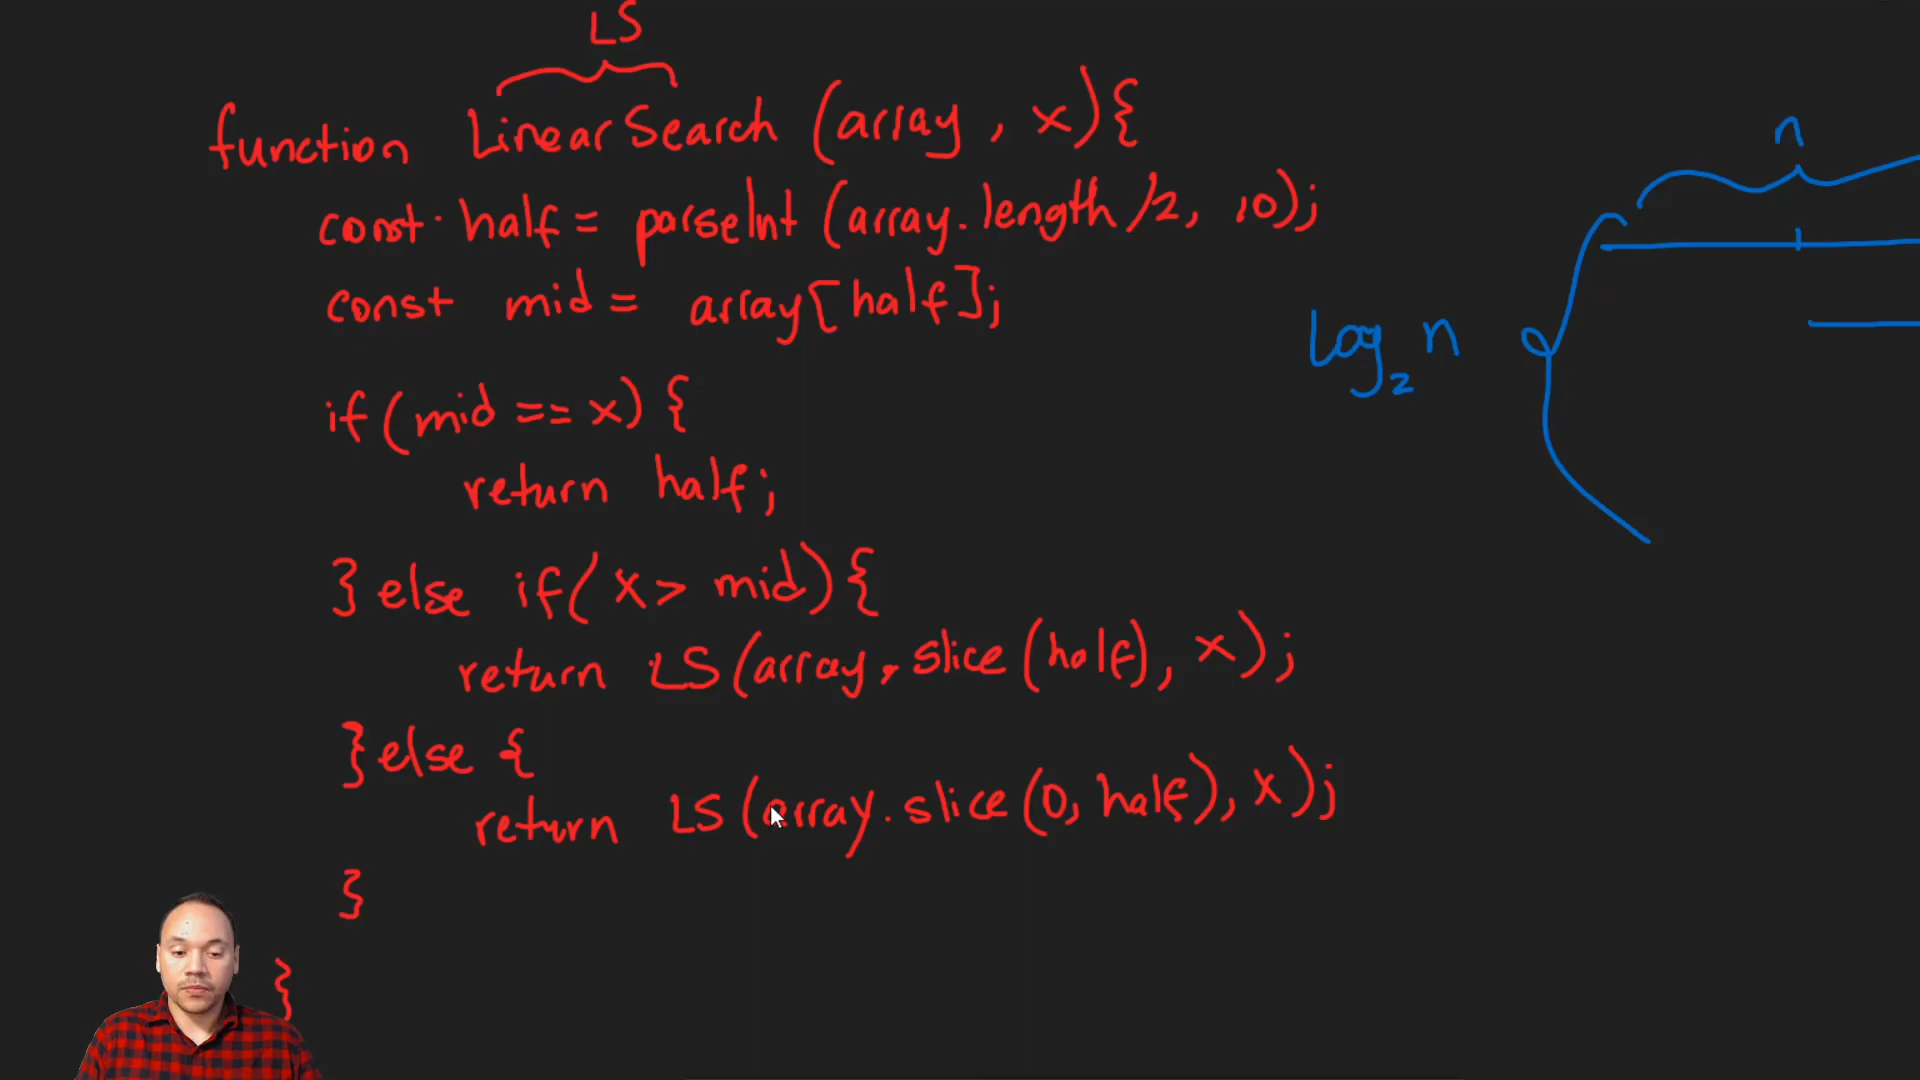 LS
function LinearSearch (array, x){
const half = parseInt (array.length /2, 10);
const mid = array[half];
if(mid == x) {
return half;
} else if( x > mid){
return LS(array.slice(half), x);
} else {
return LS(array.slice(0, half), x);
}
}
n
log₂ n